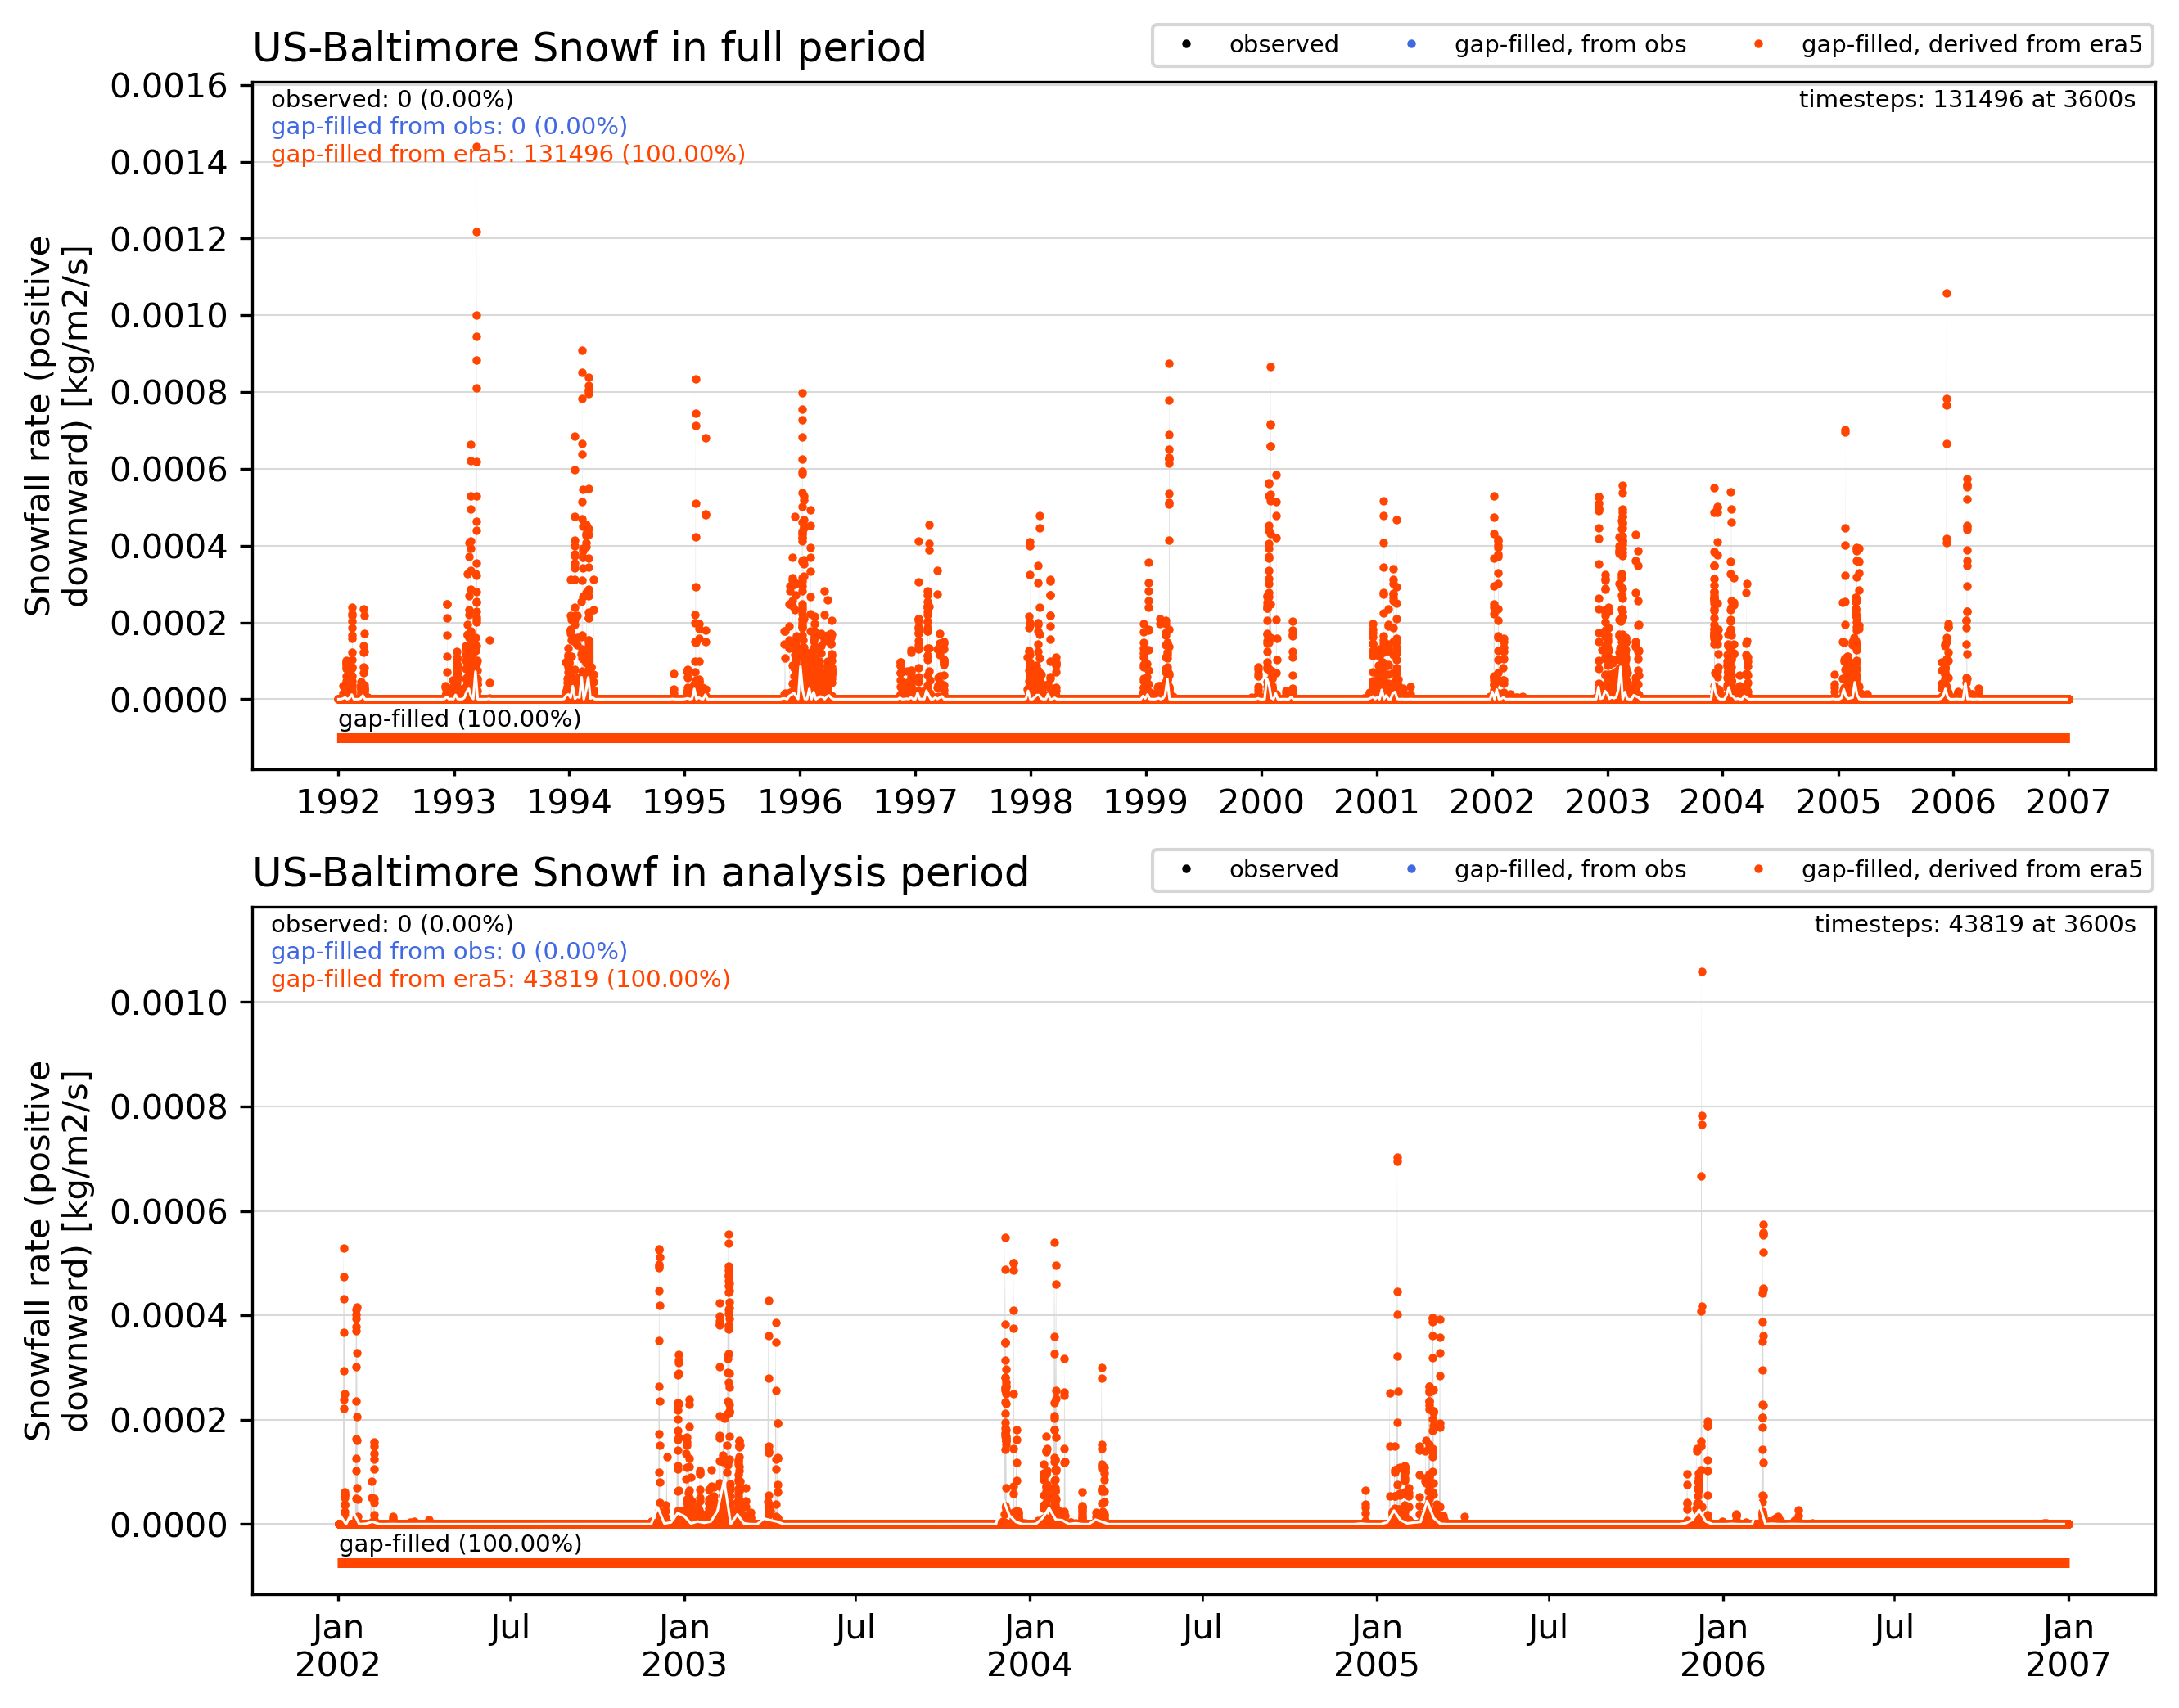 US-Baltimore Snowf in full period
observed gap-filled, from obs gap-filled, derived from era5
observed: 0 (0.00%)
gap-filled from obs: 0 (0.00%)
gap-filled from era5: 131496 (100.00%)
timesteps: 131496 at 3600s
Snowfall rate (positive
downward) [kg/m2/s]
0.0016
0.0014
0.0012
0.0010
0.0008
0.0006
0.0004
0.0002
0.0000
gap-filled (100.00%)
1992 1993 1994 1995 1996 1997 1998 1999 2000 2001 2002 2003 2004 2005 2006 2007
US-Baltimore Snowf in analysis period
observed gap-filled, from obs gap-filled, derived from era5
observed: 0 (0.00%)
gap-filled from obs: 0 (0.00%)
gap-filled from era5: 43819 (100.00%)
timesteps: 43819 at 3600s
Snowfall rate (positive
downward) [kg/m2/s]
0.0010
0.0008
0.0006
0.0004
0.0002
0.0000
gap-filled (100.00%)
Jan Jul Jan Jul Jan Jul Jan Jul Jan Jul Jan
2002 2003 2004 2005 2006 2007